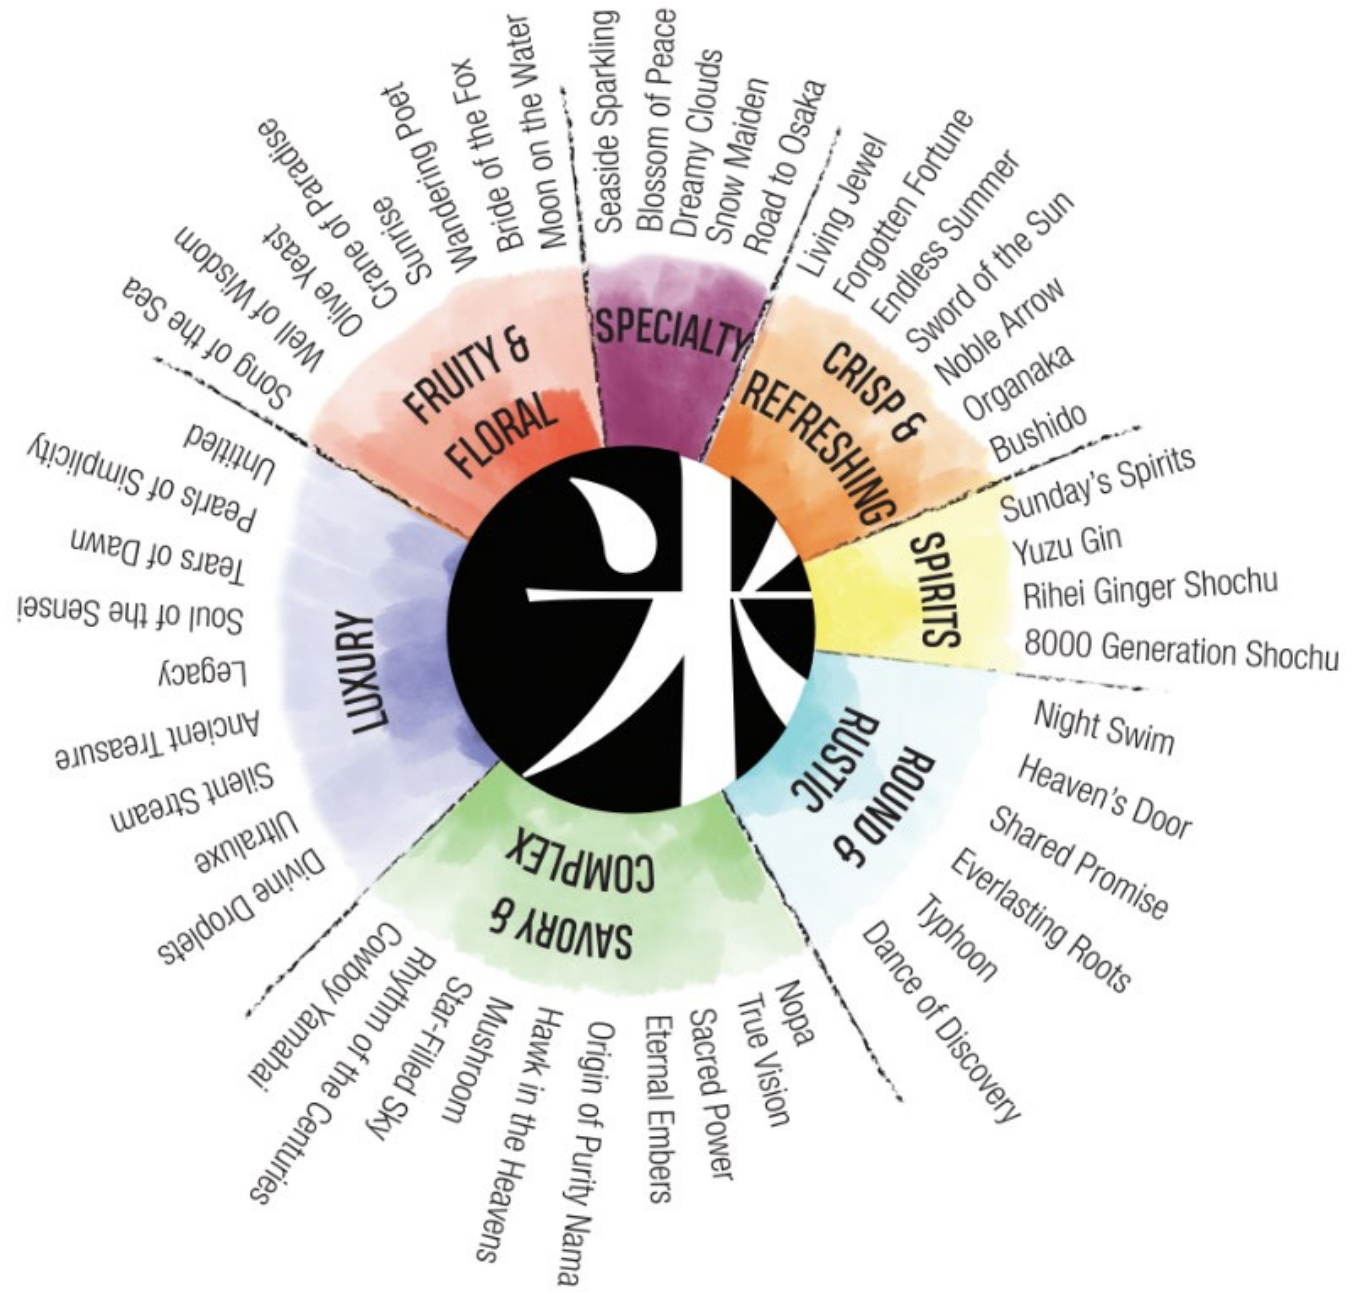 SPECIALTY
Seaside Sparkling
Blossom of Peace
Dreamy Clouds
Snow Maiden
Road to Osaka
CRISP &
REFRESHING
Living Jewel
Forgotten Fortune
Endless Summer
Sword of the Sun
Noble Arrow
Organaka
Bushido
SPIRITS
Sunday's Spirits
Yuzu Gin
Rihei Ginger Shochu
8000 Generation Shochu
ROUND &
RUSTIC
Night Swim
Heaven's Door
Shared Promise
Everlasting Roots
Typhoon
Dance of Discovery
SAVORY &
COMPLEX
Nopa
True Vision
Sacred Power
Eternal Embers
Origin of Purity Nama
Hawk in the Heavens
Mushroom
Star-Filled Sky
Rhythm of the Centuries
Cowboy Yamahai
LUXURY
Divine Droplets
Ultraluxe
Silent Stream
Ancient Treasure
Legacy
Soul of the Sensei
Tears of Dawn
Pearls of Simplicity
Untitled
FRUITY &
FLORAL
Song of the Sea
Well of Wisdom
Olive Yeast
Crane of Paradise
Sunrise
Wandering Poet
Bride of the Fox
Moon on the Water
米